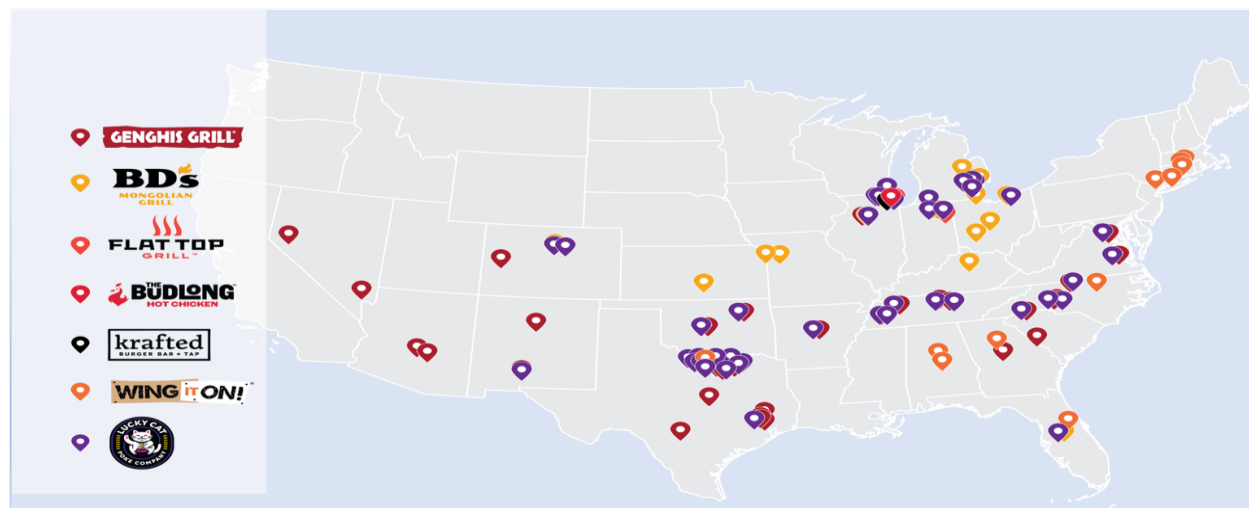 GENGHIS GRILL
BD's
MONGOLIAN
GRILL
FLAT TOP
GRILL™
THE
BUDLONG
HOT CHICKEN
krafted
BURGER BAR + TAP
WING IT ON!
LUCKY CAT
POKE COMPANY